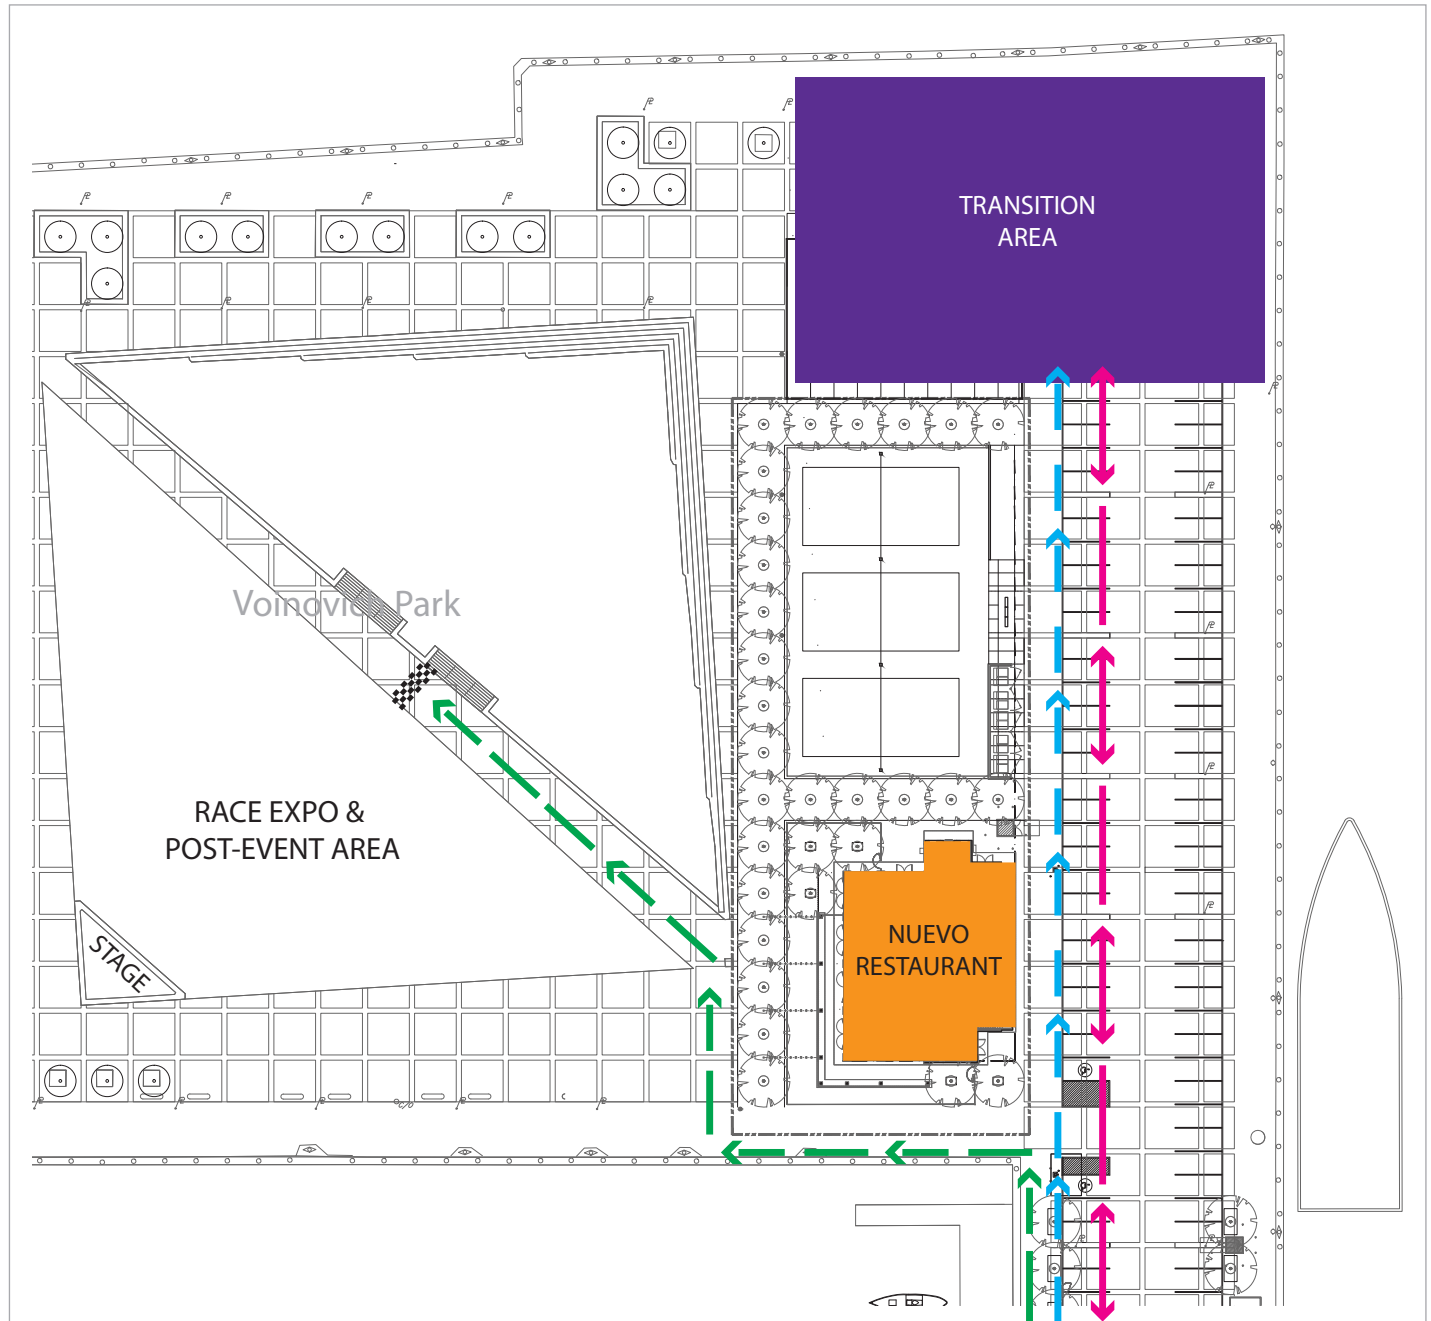 TRANSITION
AREA
Voinovich Park
RACE EXPO &
POST-EVENT AREA
STAGE
NUEVO
RESTAURANT